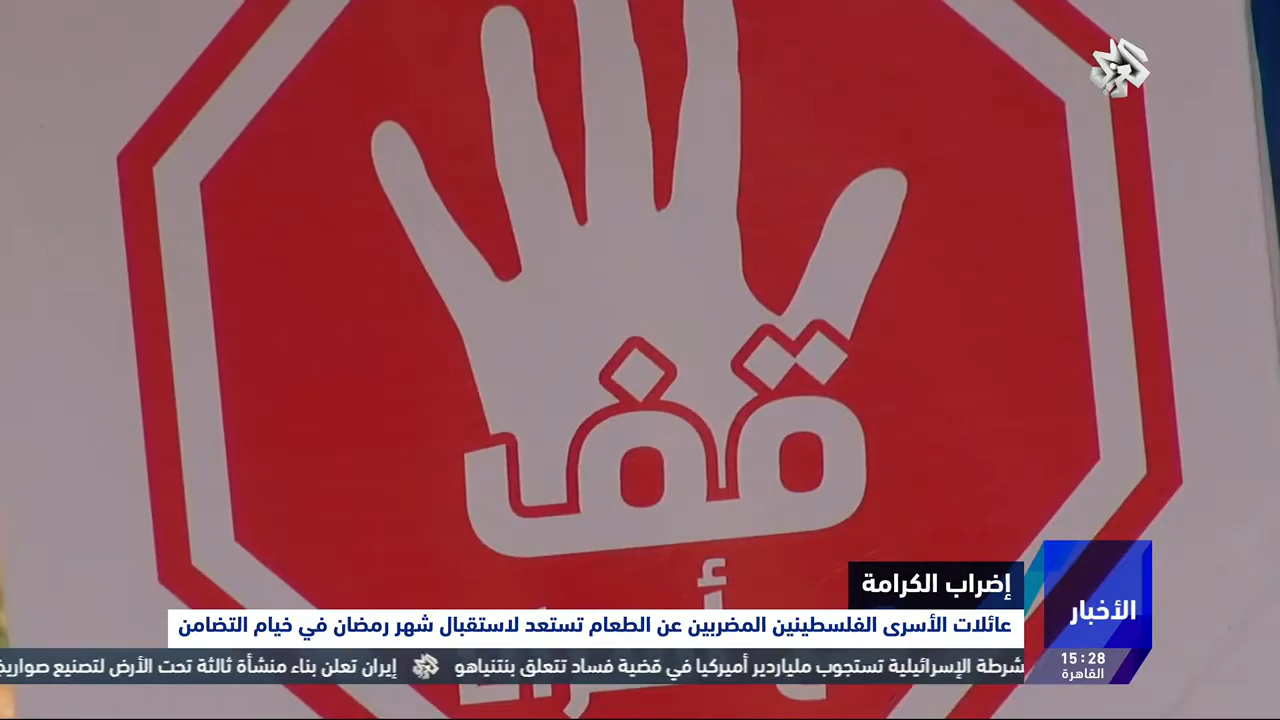 قف
إضراب الكرامة
عائلات الأسرى الفلسطينين المضربين عن الطعام تستعد لاستقبال شهر رمضان في خيام التضامن
الأخبار
15:28
القاهرة
شرطة الإسرائيلية تستجوب ملياردير أميركيا في قضية فساد تتعلق بنتنياهو
إيران تعلن بناء منشأة ثالثة تحت الأرض لتصنيع صواريخ